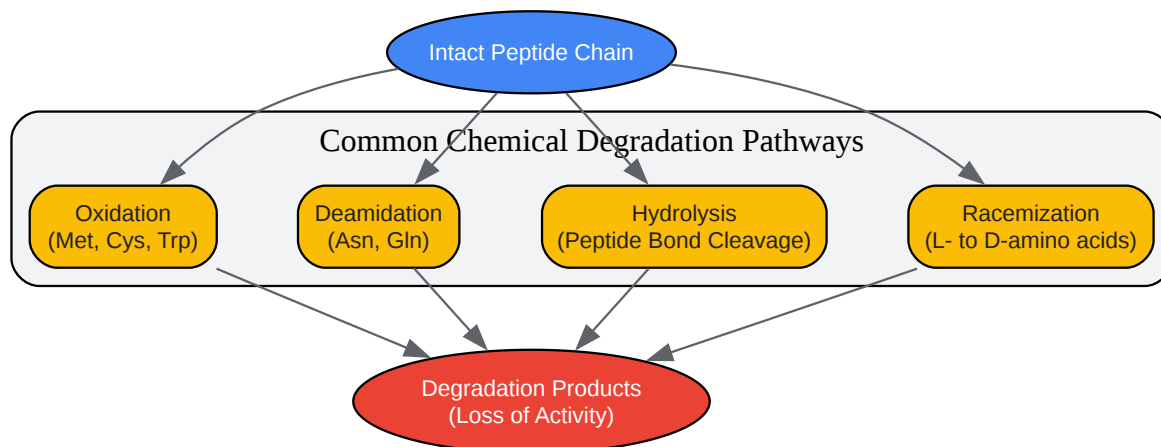 Intact Peptide Chain
Common Chemical Degradation Pathways
Oxidation
(Met, Cys, Trp)
Deamidation
(Asn, Gln)
Hydrolysis
(Peptide Bond Cleavage)
Racemization
(L- to D-amino acids)
Degradation Products
(Loss of Activity)